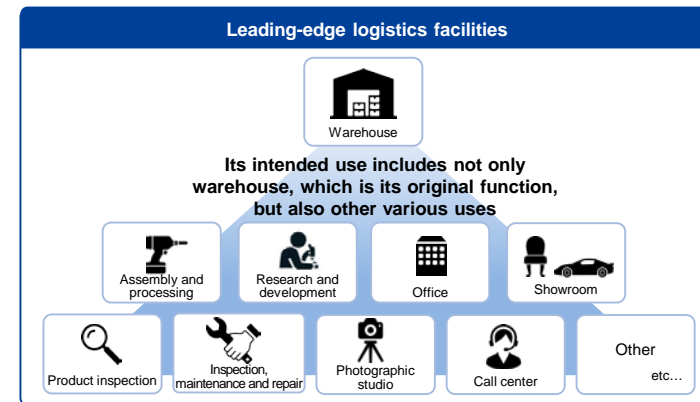 Leading-edge logistics facilities
Warehouse
Its intended use includes not only
warehouse, which is its original function,
but also other various uses
Assembly and
processing
Research and
development
Office
Showroom
Product inspection
Inspection,
maintenance and repair
Photographic
studio
Call center
Other
etc…